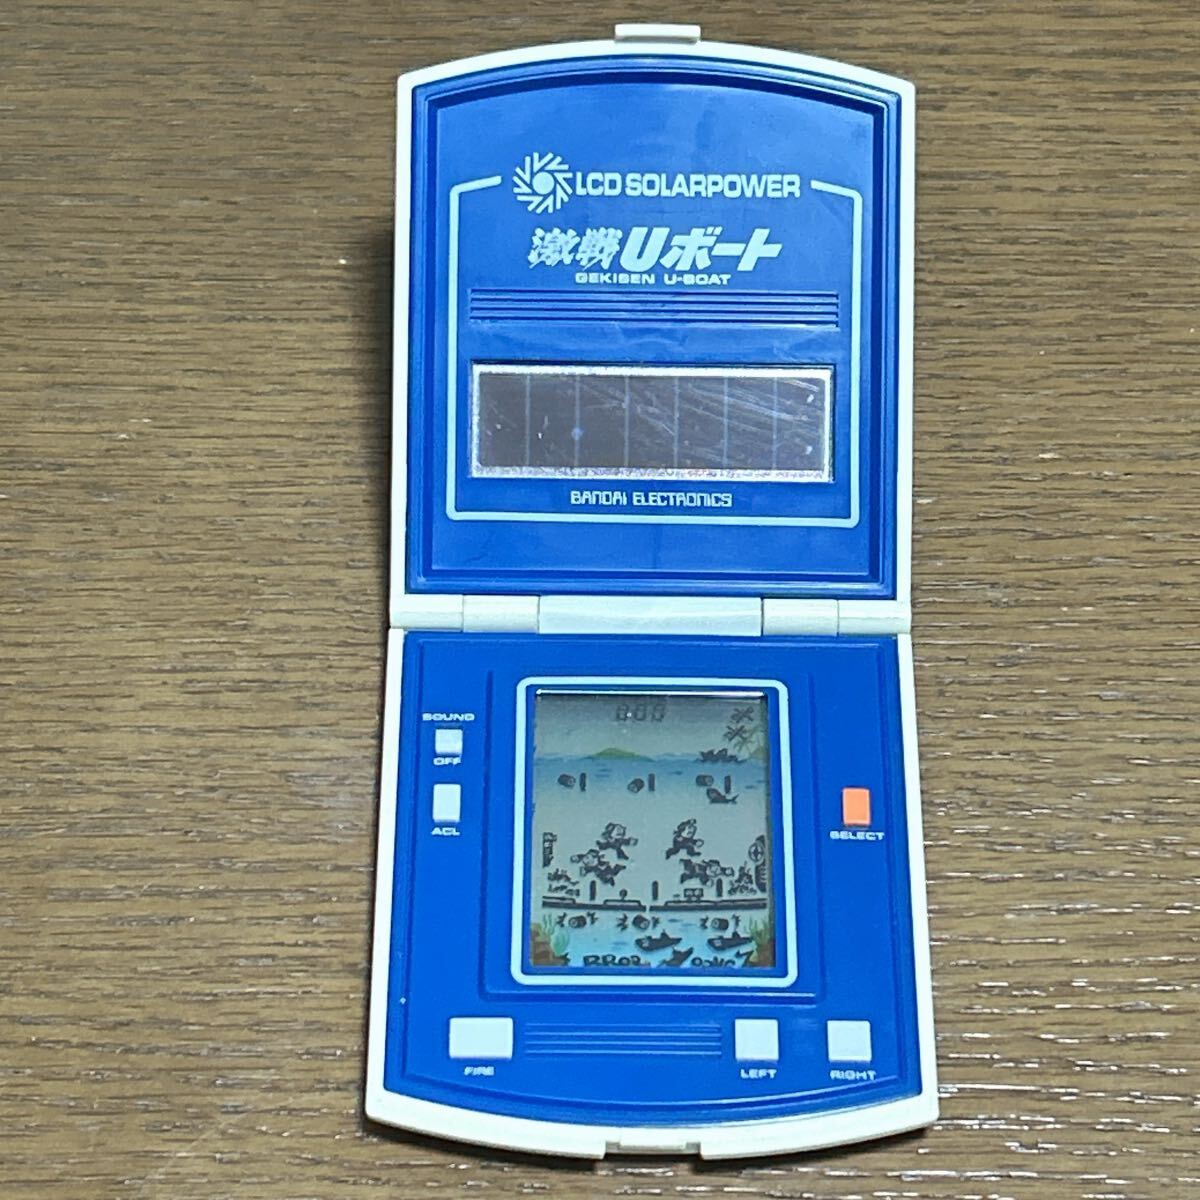 LCD SOLARPOWER
激戦Uボート
GEKISEN U-BOAT
BANDAI ELECTRONICS
SOUND
OFF
ACL
SELECT
FIRE
LEFT
RIGHT